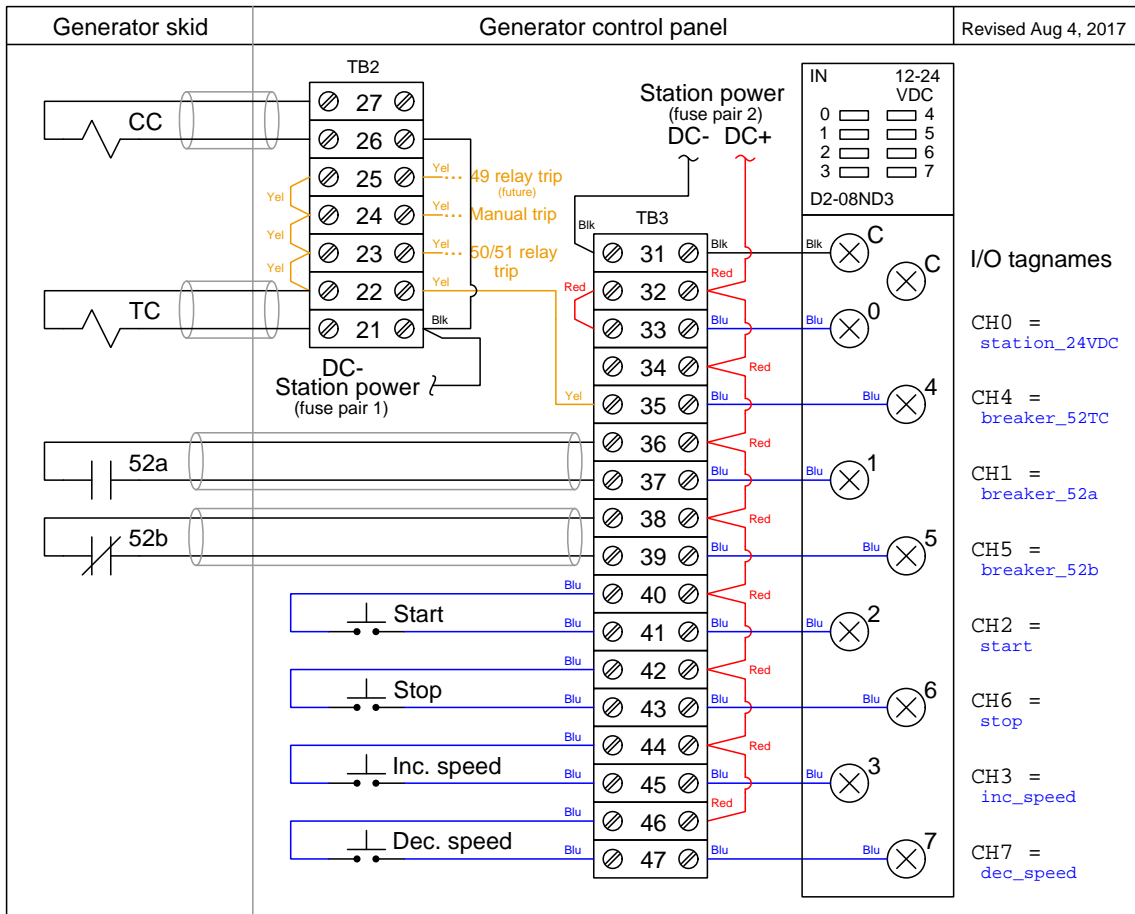 Generator skid
Generator control panel
Revised Aug 4, 2017
TB2
27
26
25
24
23
22
21
CC
TC
Yel
Yel
Yel
Yel
49 relay trip
(future)
Yel
Manual trip
Yel
50/51 relay
trip
Yel
Blk
DC-
Station power
(fuse pair 1)
Station power
(fuse pair 2)
DC- DC+
Blk
TB3
31
32
33
34
35
36
37
38
39
40
41
42
43
44
45
46
47
Red
Yel
Blk
Red
Blu
Red
Blu
Red
Blu
Red
Blu
Red
Blu
Red
Blu
Red
Blu
Red
Blu
52a
52b
Blu
Start
Blu
Blu
Stop
Blu
Blu
Inc. speed
Blu
Blu
Dec. speed
Blu
IN 12-24
VDC
0 4
1 5
2 6
3 7
D2-08ND3
Blk
C
C
Blu
0
Blu
4
Blu
1
Blu
5
Blu
2
Blu
6
Blu
3
Blu
7
I/O tagnames
CH0 =
station_24VDC
CH4 =
breaker_52TC
CH1 =
breaker_52a
CH5 =
breaker_52b
CH2 =
start
CH6 =
stop
CH3 =
inc_speed
CH7 =
dec_speed